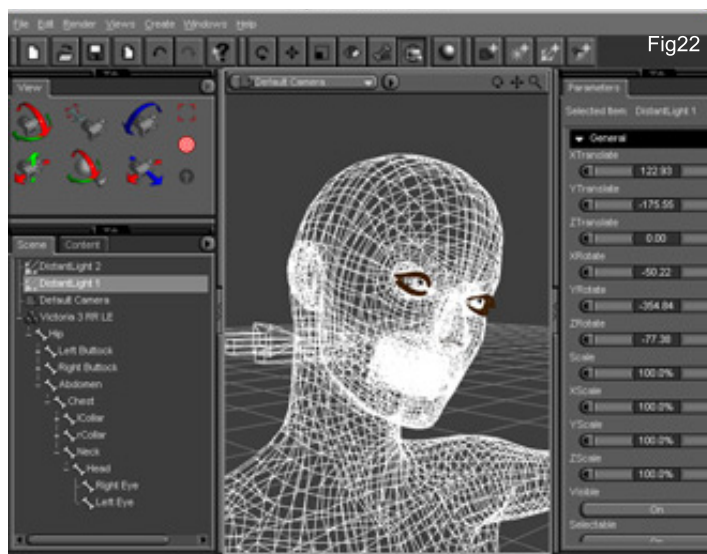 File Edit Render Views Create Windows Help
Fig22
View
Default Camera
Parameters
Selected Item: DistantLight 1
General
XTranslate
122.93
YTranslate
-175.55
ZTranslate
0.00
XRotate
-50.22
YRotate
-354.84
ZRotate
-77.38
Scale
100.0%
XScale
100.0%
YScale
100.0%
ZScale
100.0%
Visible
On
Selectable
On
Scene Content
DistantLight 2
DistantLight 1
Default Camera
Victoria 3 RR LE
Hip
Left Buttock
Right Buttock
Abdomen
Chest
lCollar
rCollar
Neck
Head
Right Eye
Left Eye